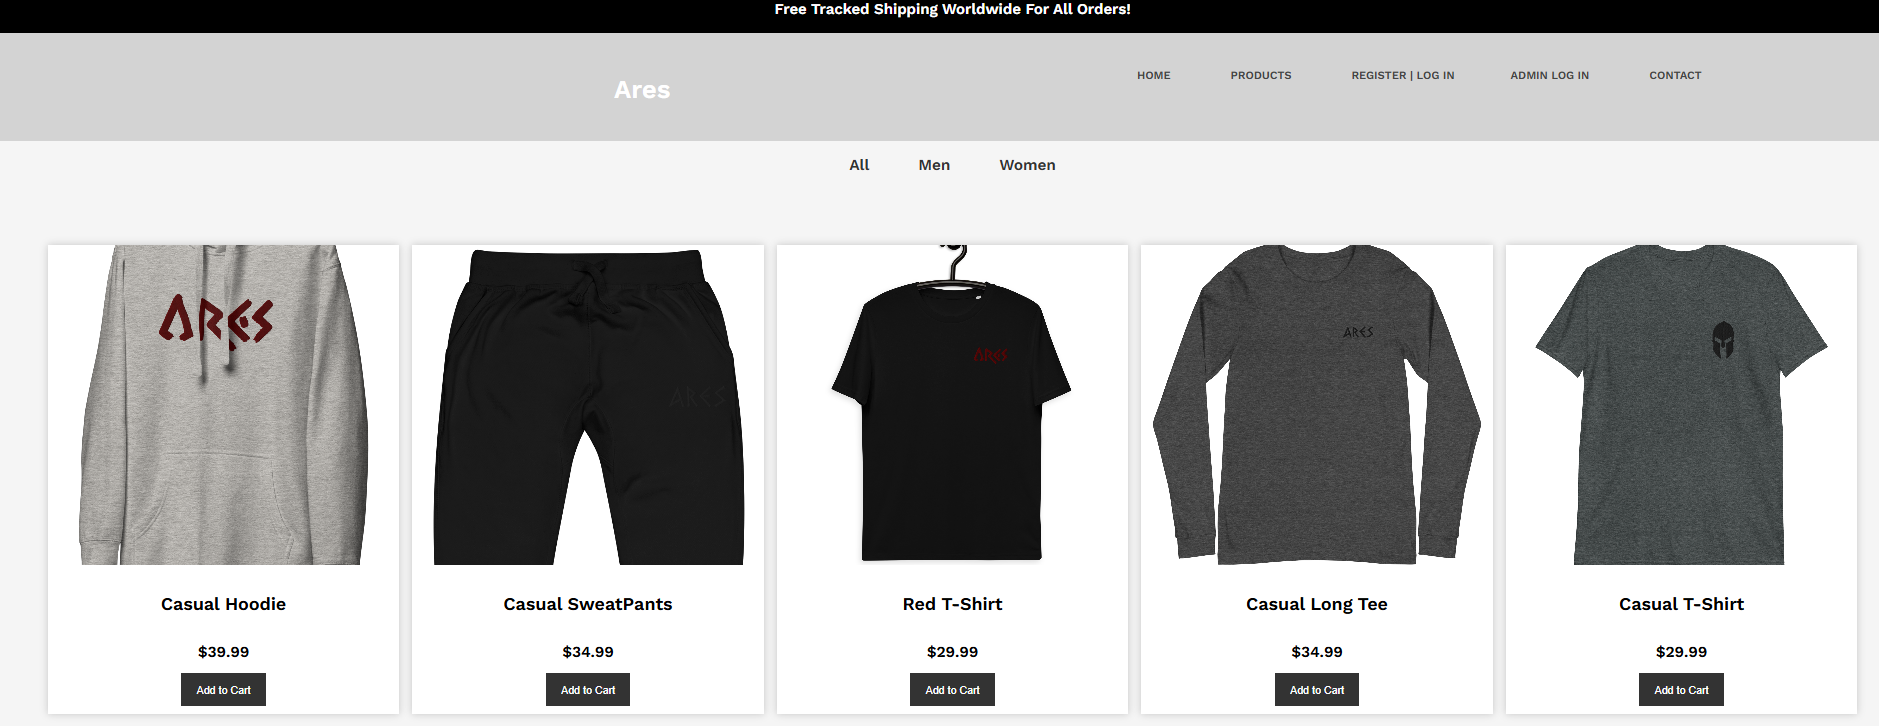 Free Tracked Shipping Worldwide For All Orders!
Ares
HOME PRODUCTS REGISTER | LOG IN ADMIN LOG IN CONTACT
All Men Women
ARES
ARES
ARES
ARES
Casual Hoodie
$39.99
Add to Cart
Casual SweatPants
$34.99
Add to Cart
Red T-Shirt
$29.99
Add to Cart
Casual Long Tee
$34.99
Add to Cart
Casual T-Shirt
$29.99
Add to Cart